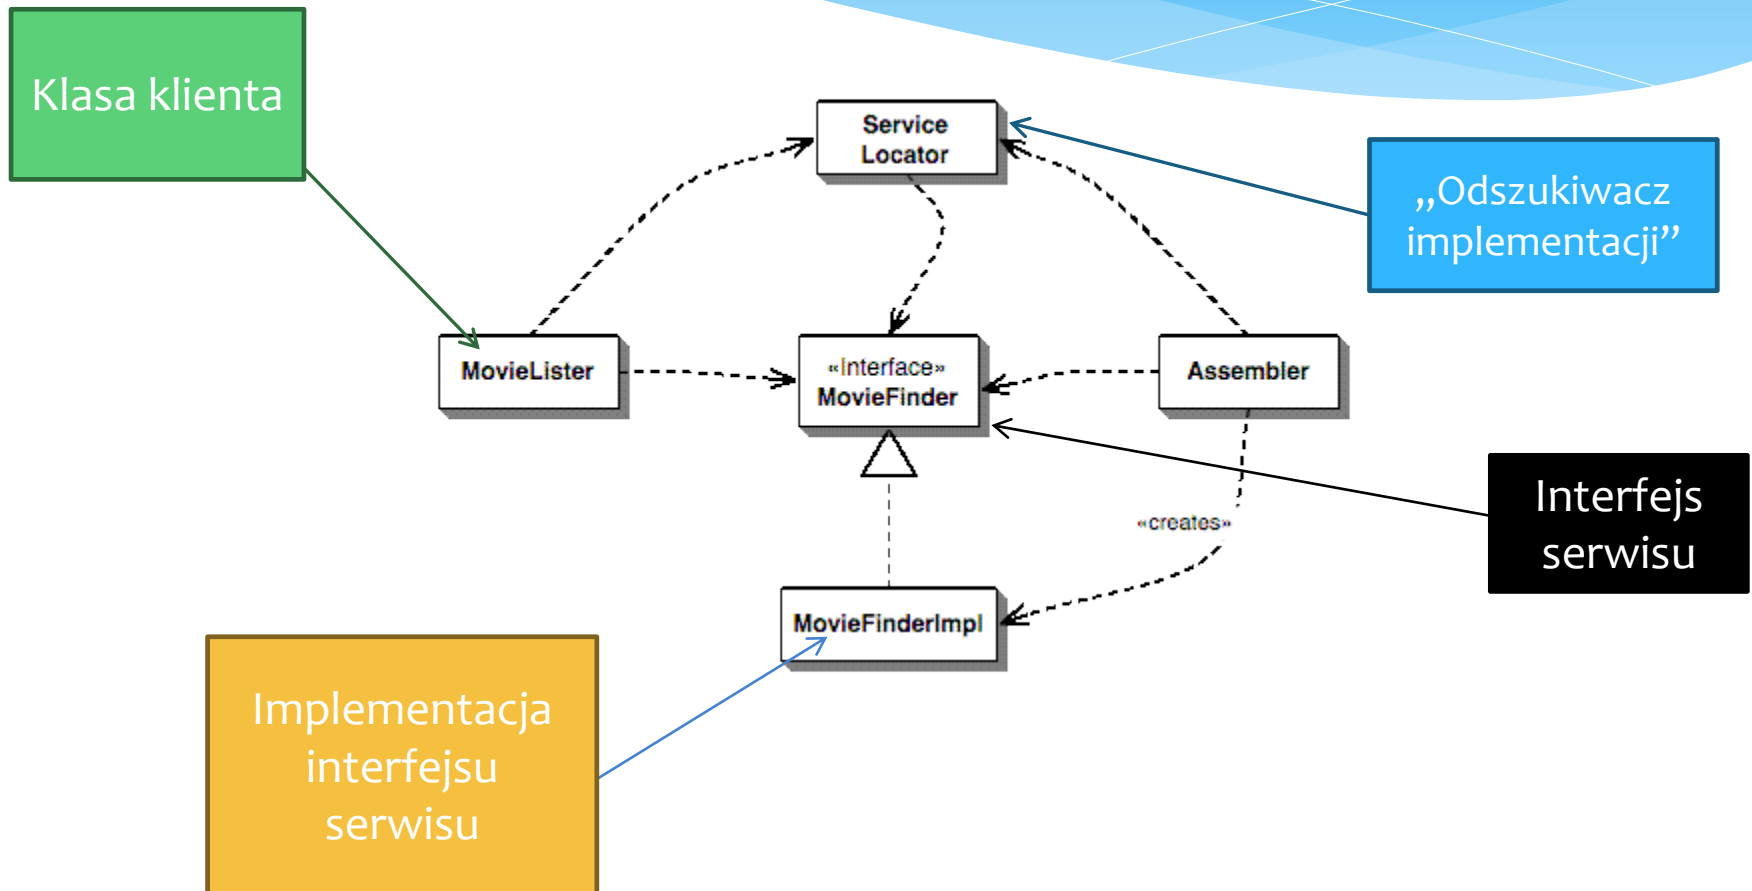 Klasa klienta
Service
Locator
„Odszukiwacz
implementacji”
MovieLister
«Interface»
MovieFinder
Assembler
Interfejs
serwisu
«creates»
MovieFinderImpl
Implementacja
interfejsu
serwisu